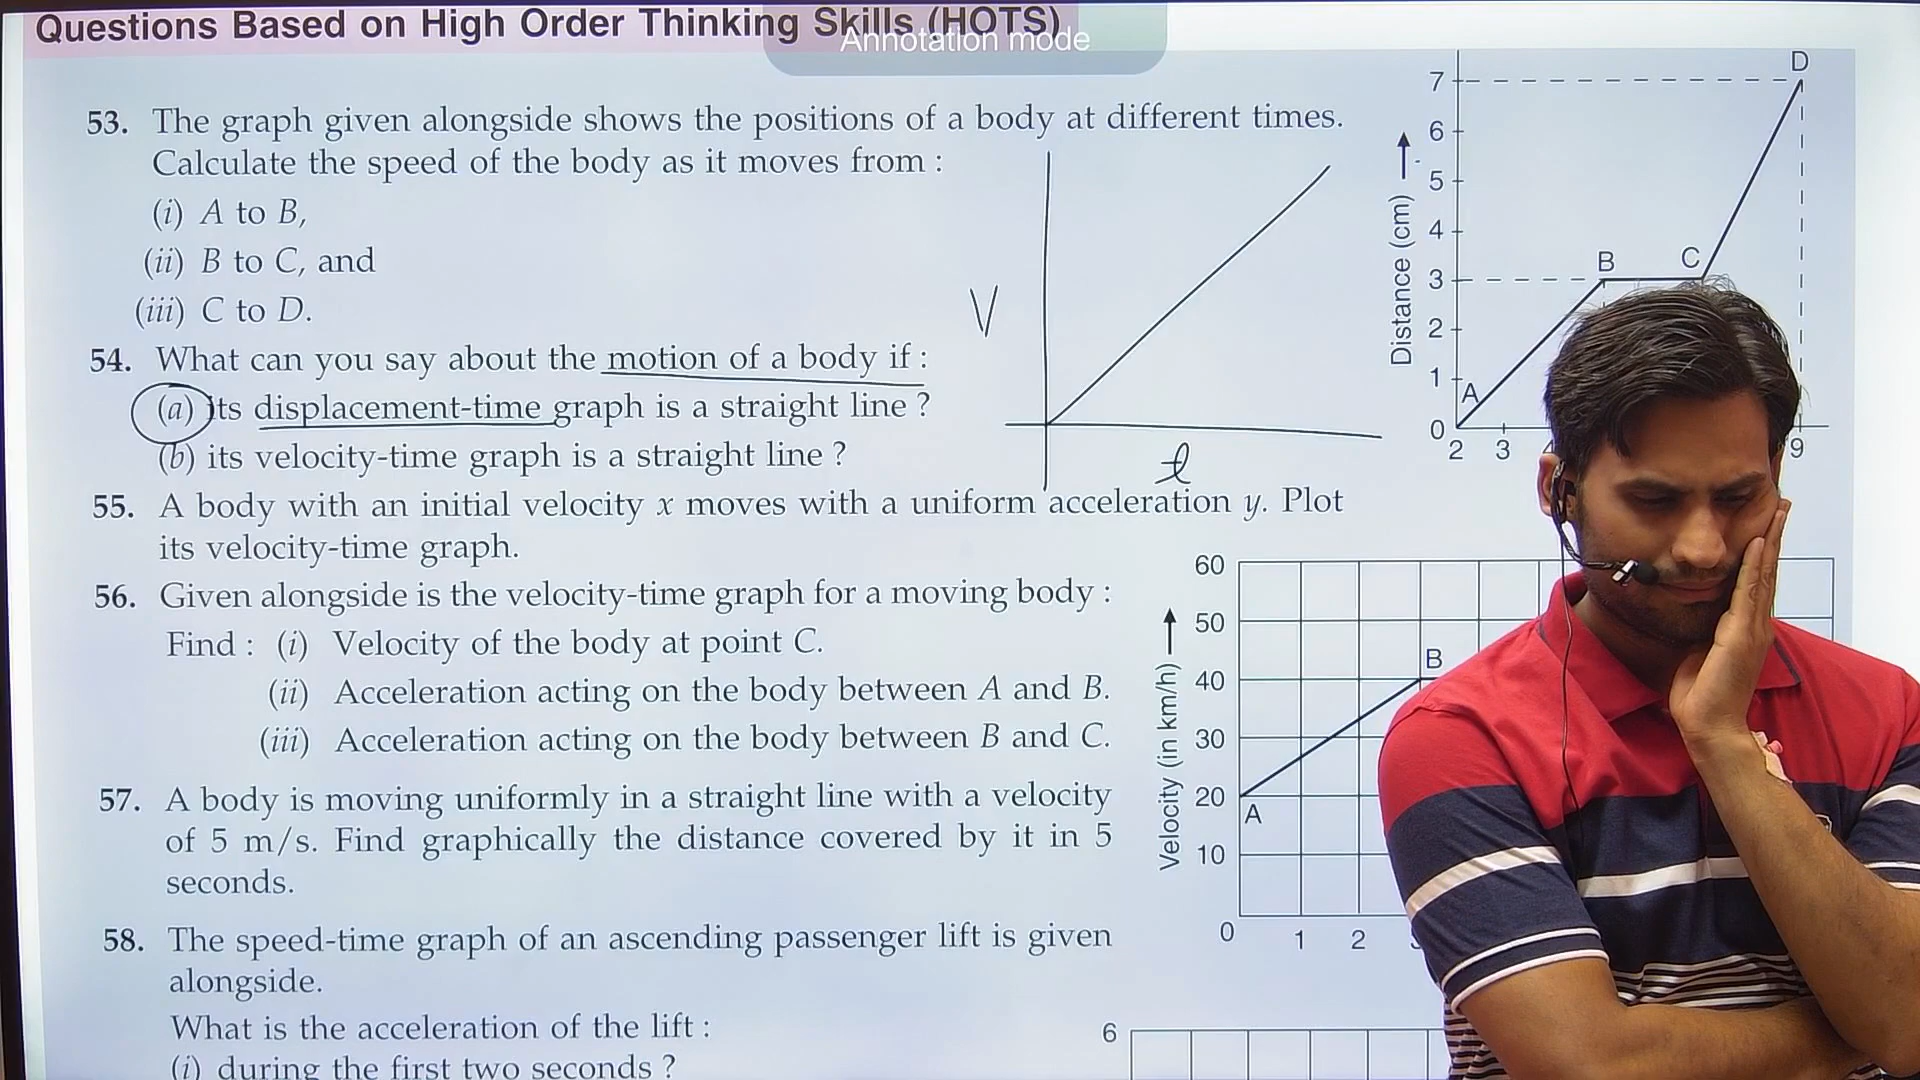 Questions Based on High Order Thinking Skills (HOTS)
Annotation mode
53. The graph given alongside shows the positions of a body at different times.
Calculate the speed of the body as it moves from :
(i) A to B,
(ii) B to C, and
(iii) C to D.
54. What can you say about the motion of a body if :
(a) its displacement-time graph is a straight line ?
(b) its velocity-time graph is a straight line ?
55. A body with an initial velocity x moves with a uniform acceleration y. Plot
its velocity-time graph.
56. Given alongside is the velocity-time graph for a moving body :
Find : (i) Velocity of the body at point C.
(ii) Acceleration acting on the body between A and B.
(iii) Acceleration acting on the body between B and C.
57. A body is moving uniformly in a straight line with a velocity
of 5 m/s. Find graphically the distance covered by it in 5
seconds.
58. The speed-time graph of an ascending passenger lift is given
alongside.
What is the acceleration of the lift :
(i) during the first two seconds ?
V
t
Distance (cm)
7
6
5
4
3
2
1
0
A
B
C
D
2 3 9
Velocity (in km/h)
60
50
40
30
20
10
0
A
B
1 2
6